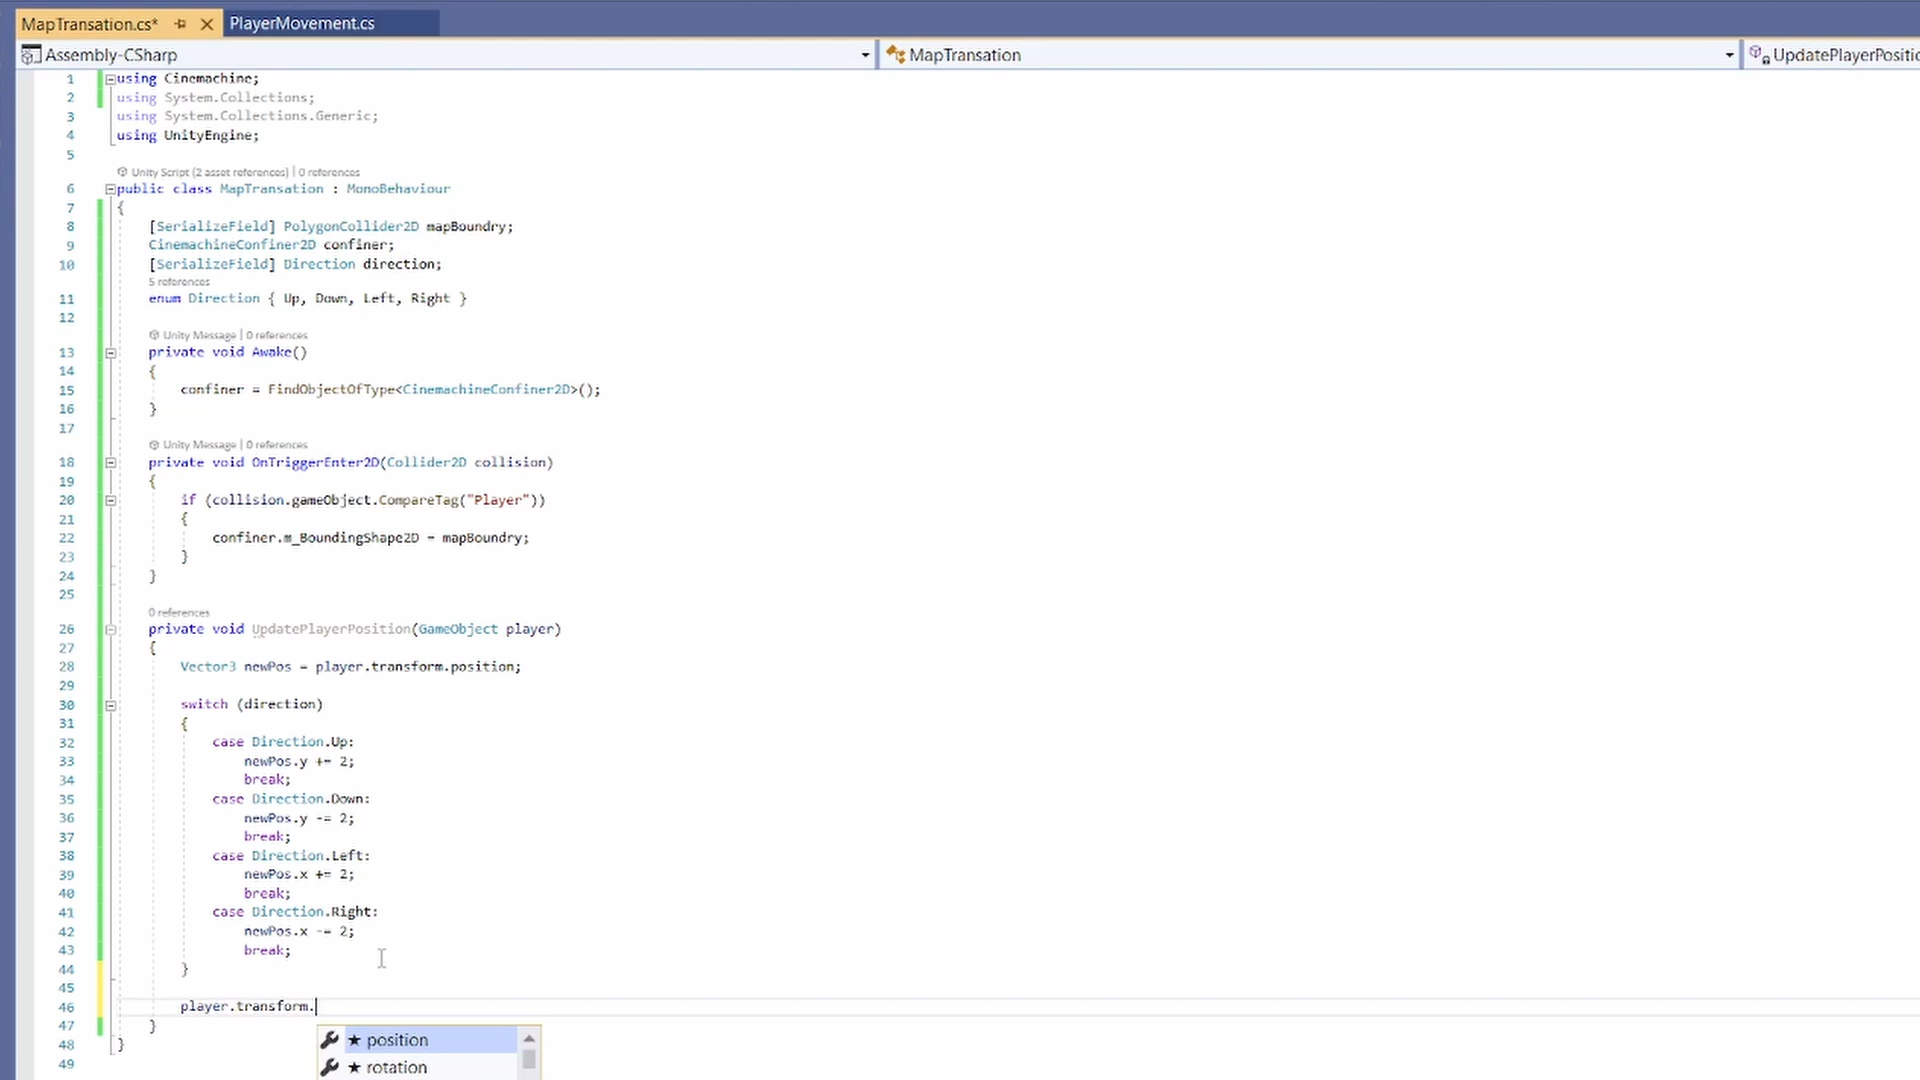 MapTransation.cs*
PlayerMovement.cs
Assembly-CSharp
MapTransation
UpdatePlayerPositio
1 using Cinemachine;
2 using System.Collections;
3 using System.Collections.Generic;
4 using UnityEngine;
5
Unity Script (2 asset references) | 0 references
6 public class MapTransation : MonoBehaviour
7 {
8 [SerializeField] PolygonCollider2D mapBoundry;
9 CinemachineConfiner2D confiner;
10 [SerializeField] Direction direction;
5 references
11 enum Direction { Up, Down, Left, Right }
12
Unity Message | 0 references
13 private void Awake()
14 {
15 confiner = FindObjectOfType<CinemachineConfiner2D>();
16 }
17
Unity Message | 0 references
18 private void OnTriggerEnter2D(Collider2D collision)
19 {
20 if (collision.gameObject.CompareTag("Player"))
21 {
22 confiner.m_BoundingShape2D = mapBoundry;
23 }
24 }
25
0 references
26 private void UpdatePlayerPosition(GameObject player)
27 {
28 Vector3 newPos = player.transform.position;
29
30 switch (direction)
31 {
32 case Direction.Up:
33 newPos.y += 2;
34 break;
35 case Direction.Down:
36 newPos.y -= 2;
37 break;
38 case Direction.Left:
39 newPos.x += 2;
40 break;
41 case Direction.Right:
42 newPos.x -= 2;
43 break;
44 }
45
46 player.transform.
47 }
48 }
49
★ position
★ rotation